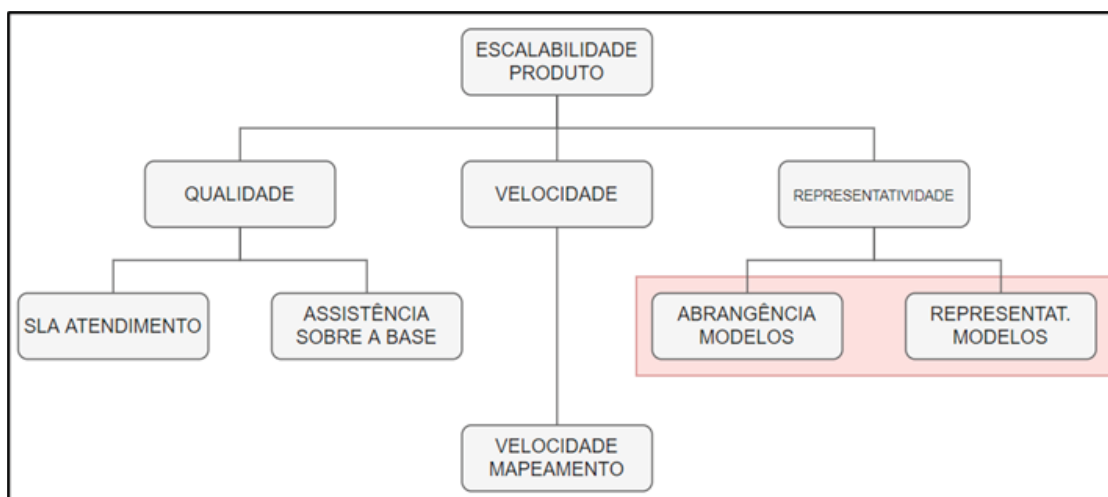 ESCALABILIDADE
PRODUTO
QUALIDADE
VELOCIDADE
REPRESENTATIVIDADE
SLA ATENDIMENTO
ASSISTÊNCIA
SOBRE A BASE
ABRANGÊNCIA
MODELOS
REPRESENTAT.
MODELOS
VELOCIDADE
MAPEAMENTO